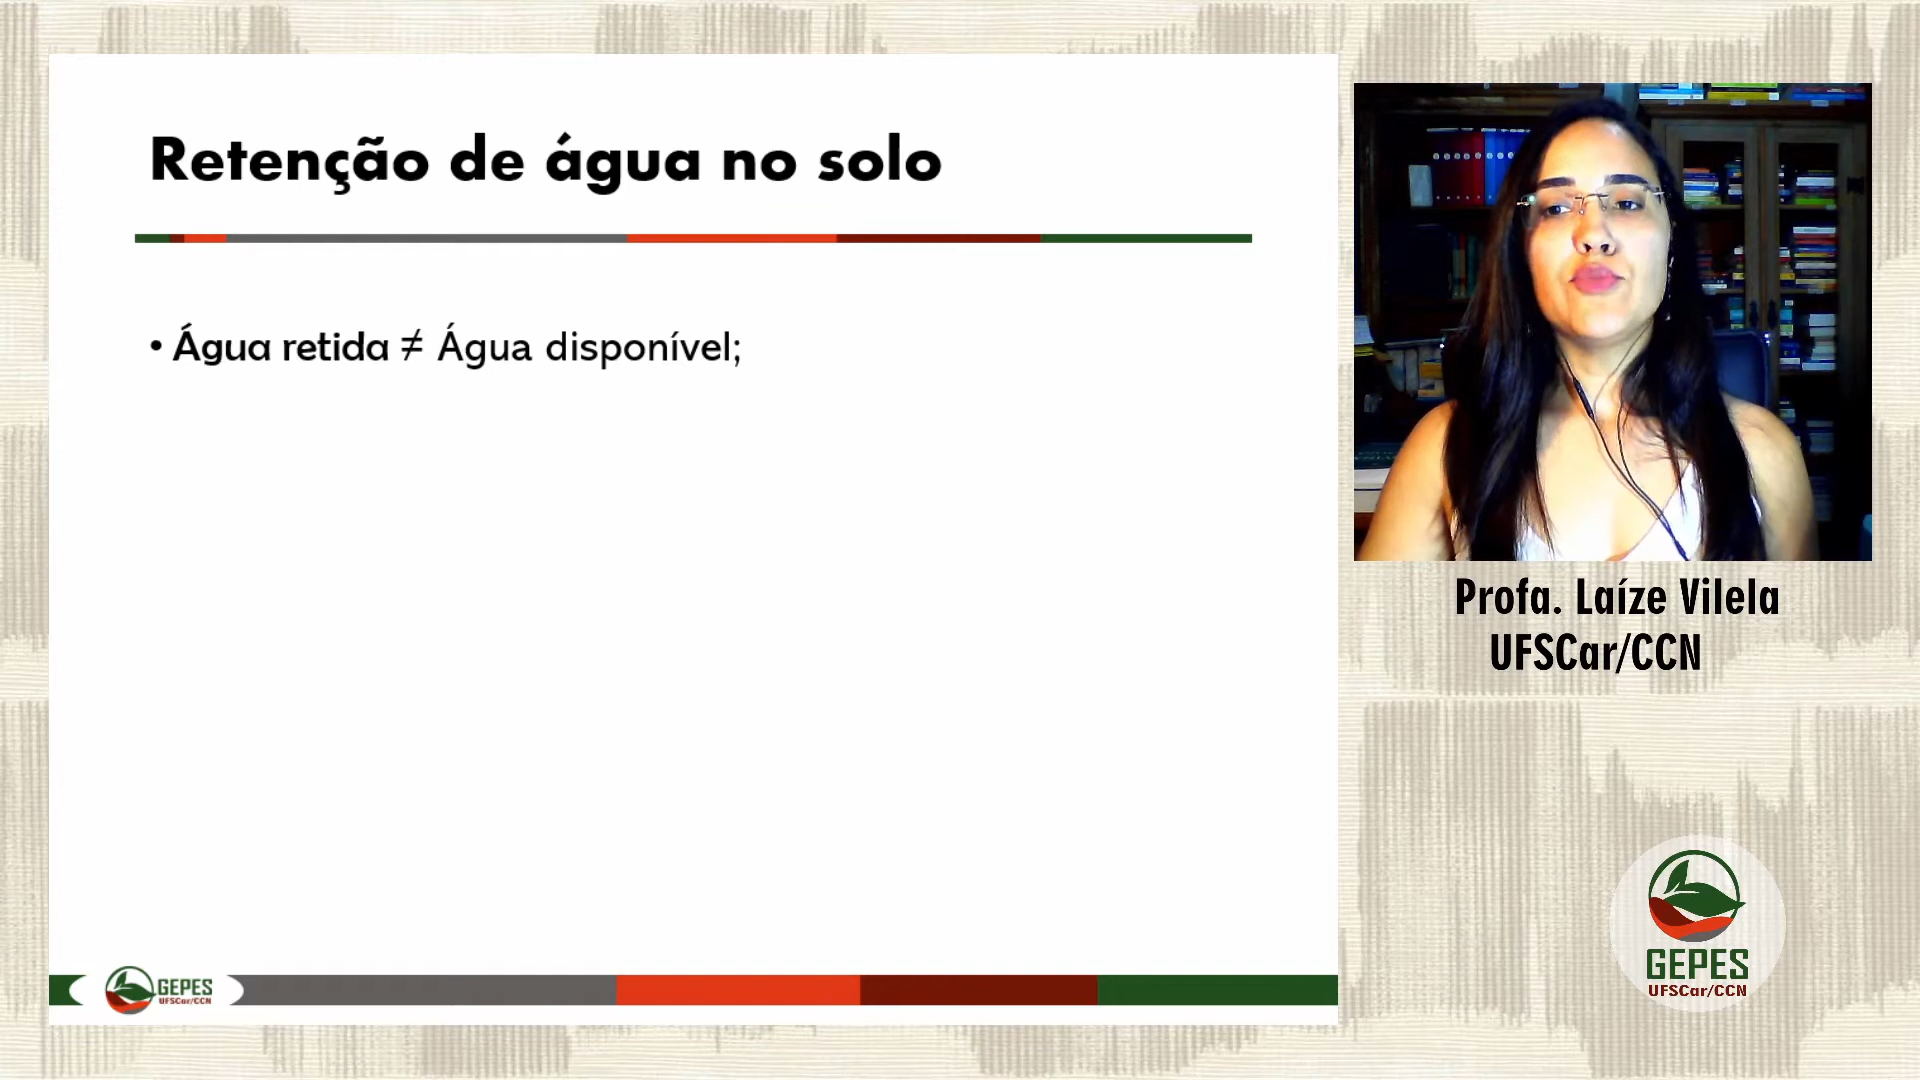 Retenção de água no solo
• Água retida ≠ Água disponível;
Profa. Laíze Vilela
UFSCar/CCN
GEPES
UFSCar/CCN
GEPES
UFSCar/CCN